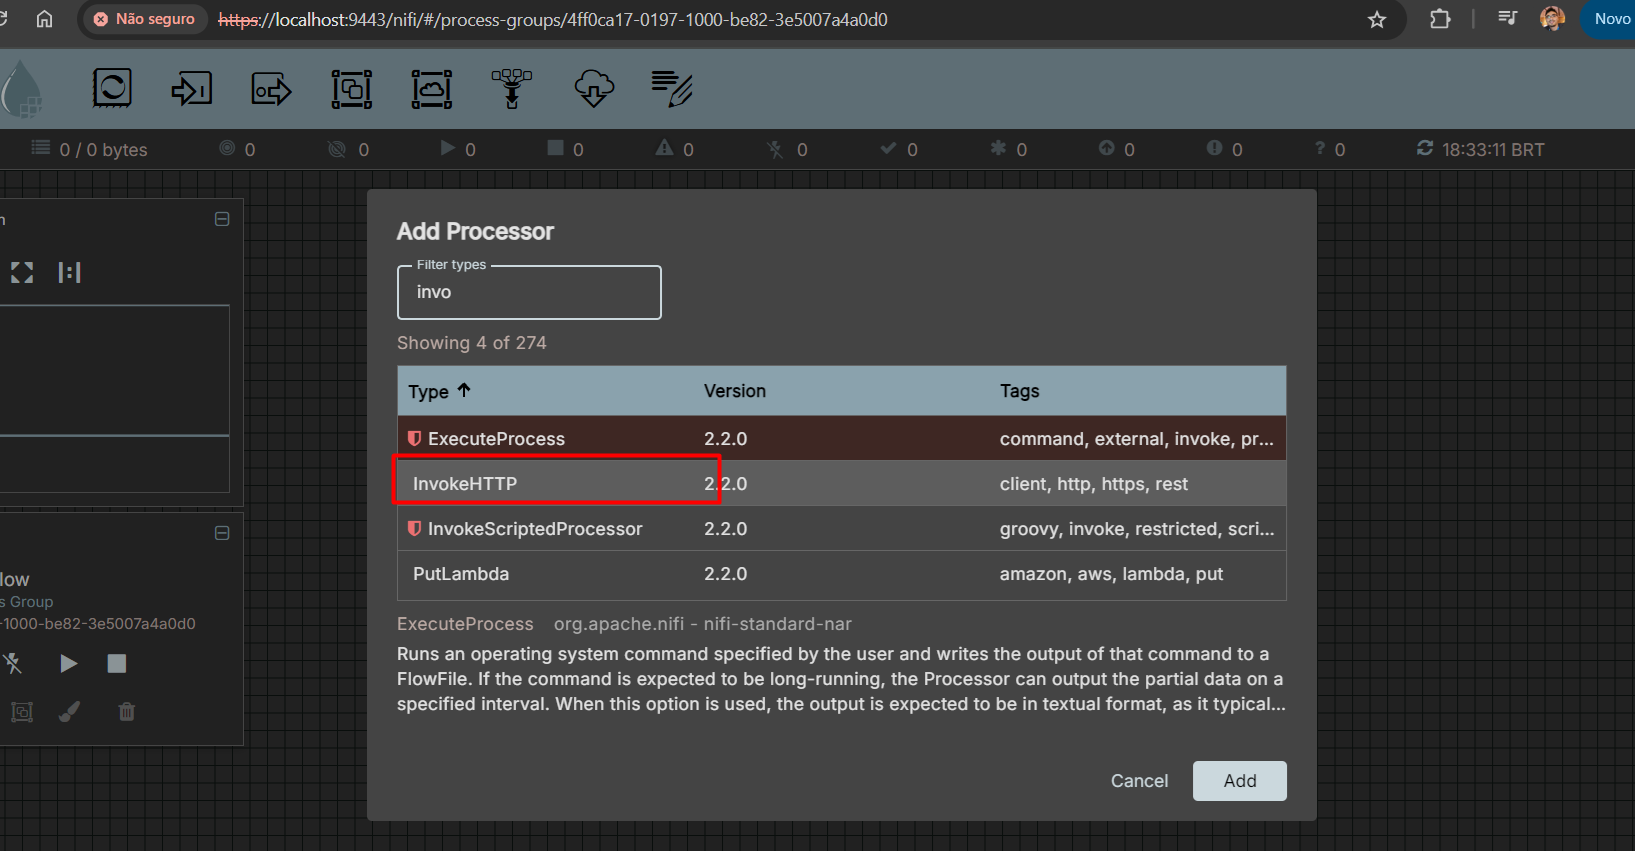 Não seguro https://localhost:9443/nifi/#/process-groups/4ff0ca17-0197-1000-be82-3e5007a4a0d0 Novo
0 / 0 bytes 0 0 0 0 0 0 0 0 0 0 0 18:33:11 BRT
n
Add Processor
Filter types
invo
Showing 4 of 274
Type Version Tags
ExecuteProcess 2.2.0 command, external, invoke, pr...
InvokeHTTP 2.2.0 client, http, https, rest
InvokeScriptedProcessor 2.2.0 groovy, invoke, restricted, scri...
PutLambda 2.2.0 amazon, aws, lambda, put
ExecuteProcess org.apache.nifi - nifi-standard-nar
Runs an operating system command specified by the user and writes the output of that command to a
FlowFile. If the command is expected to be long-running, the Processor can output the partial data on a
specified interval. When this option is used, the output is expected to be in textual format, as it typical...
Cancel Add
low
s Group
-1000-be82-3e5007a4a0d0